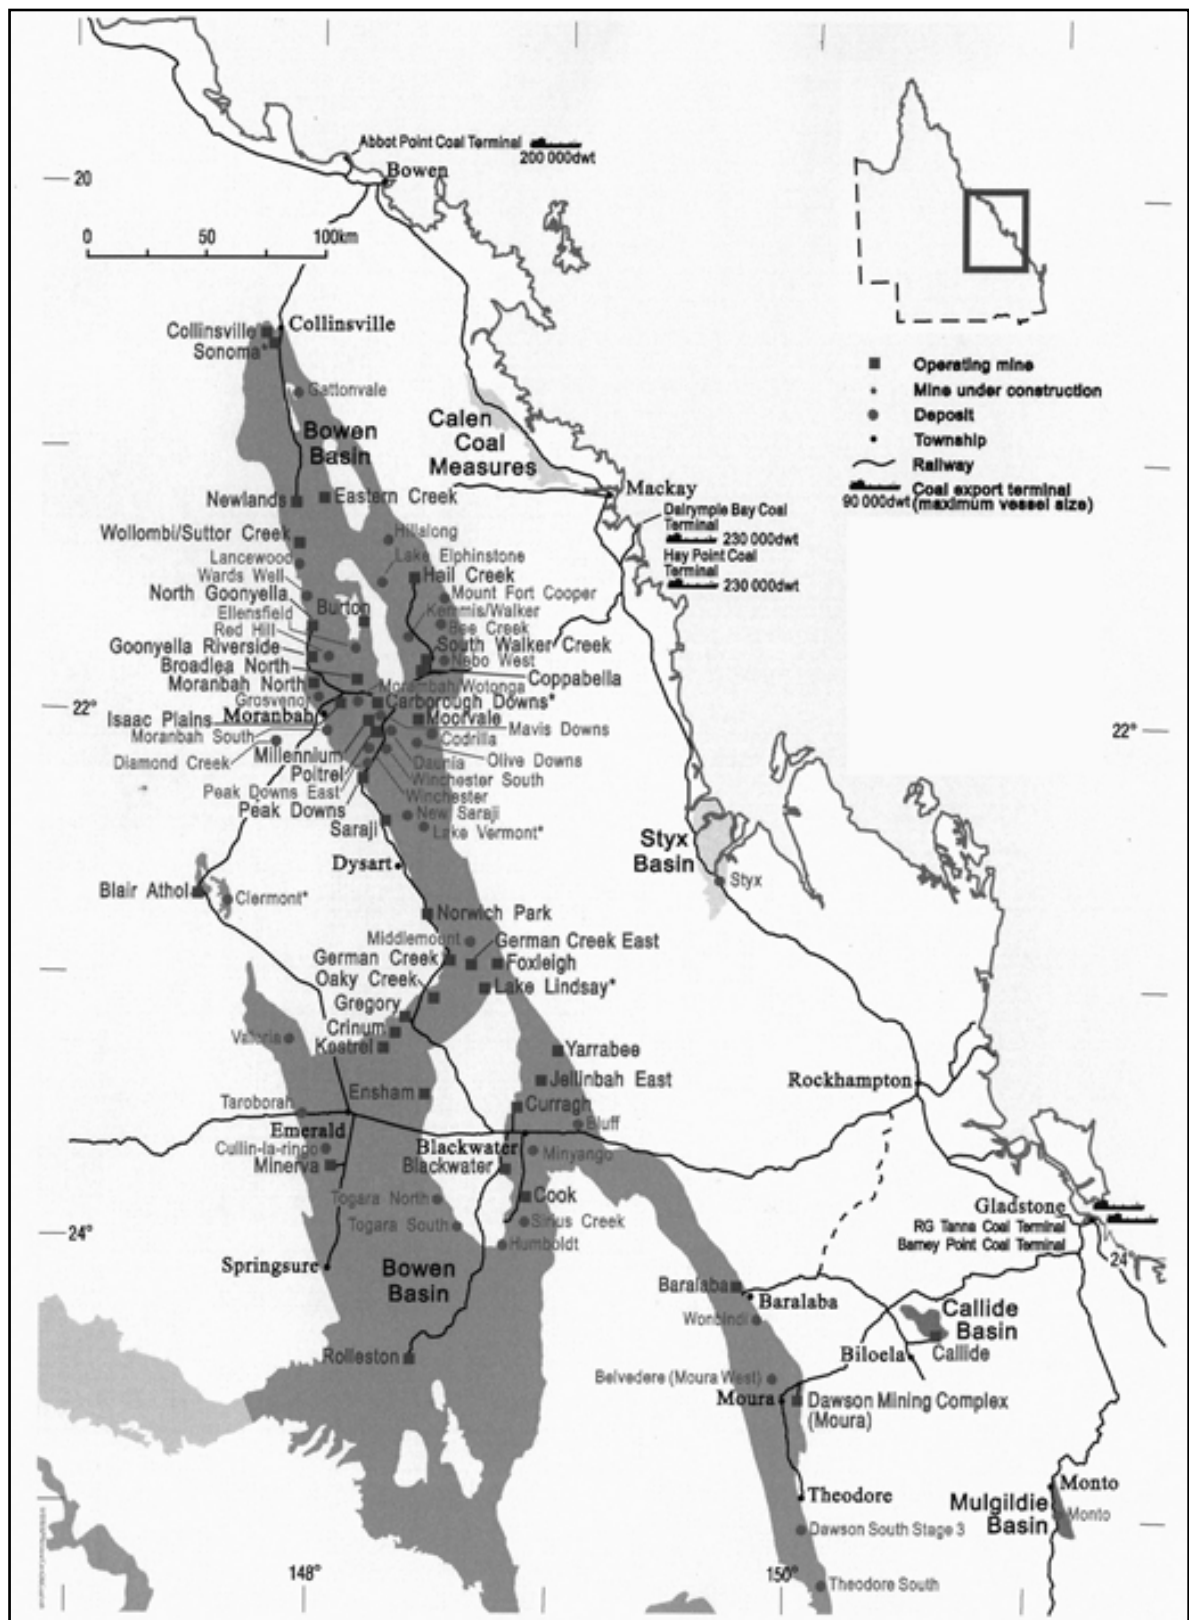 Abbot Point Coal Terminal
200 000dwt
Bowen
20
0 50 100km
Collinsville
Collinsville
Sonoma*
Gattonvale
Bowen
Basin
Calen
Coal
Measures
Operating mine
Mine under construction
Deposit
Township
Railway
Coal export terminal
90 000dwt (maximum vessel size)
Newlands
Eastern Creek
Mackay
Dalrymple Bay Coal
Terminal
230 000dwt
Hay Point Coal
Terminal
230 000dwt
Wollombi/Suttor Creek
Hillalong
Lancewood
Lake Elphinstone
Wards Well
Hail Creek
North Goonyella
Mount Fort Cooper
Burton
Ellensfield
Kemmis/Walker
Red Hill
Bee Creek
Goonyella Riverside
South Walker Creek
Broadlea North
Nebo West
Moranbah North
Coppabella
Moranbah/Wotonga
Grosvenor
Carborough Downs*
Isaac Plains
Moranbah
Moorvale
22°
22°
Moranbah South
Mavis Downs
Codrilla
Diamond Creek
Millennium
Daunia
Olive Downs
Poitrel
Winchester South
Peak Downs East
Winchester
Peak Downs
New Saraji
Saraji
Lake Vermont*
Styx
Basin
Dysart
Styx
Blair Athol
Clermont*
Norwich Park
Middlemount
German Creek East
German Creek
Foxleigh
Oaky Creek
Lake Lindsay*
Gregory
Crinum
Valeria
Kestrel
Yarrabee
Jellinbah East
Rockhampton
Ensham
Taroborah
Curragh
Bluff
Emerald
Cullin-la-ringo
Blackwater
Minyango
Minerva
Blackwater
Togara North
Cook
Togara South
Sirius Creek
Gladstone
RG Tanna Coal Terminal
Barney Point Coal Terminal
24°
24°
Humboldt
Springsure
Bowen
Basin
Baralaba
Baralaba
Wonbindi
Callide
Basin
Rolleston
Biloela
Callide
Belvedere (Moura West)
Moura
Dawson Mining Complex
(Moura)
Theodore
Monto
Mulgildie
Basin
Monto
Dawson South Stage 3
148°
150°
Theodore South